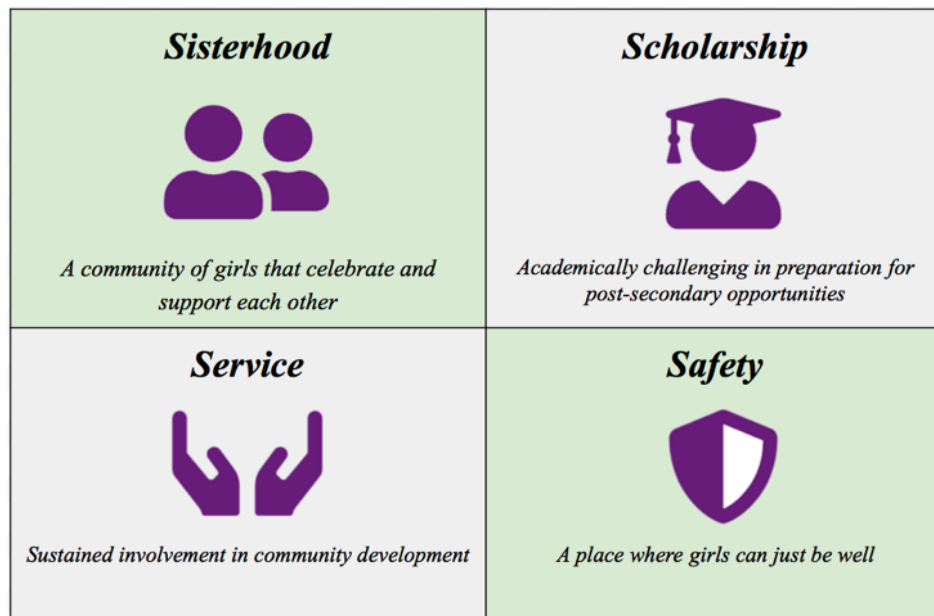 Sisterhood
A community of girls that celebrate and
support each other
Scholarship
Academically challenging in preparation for
post-secondary opportunities
Service
Sustained involvement in community development
Safety
A place where girls can just be well